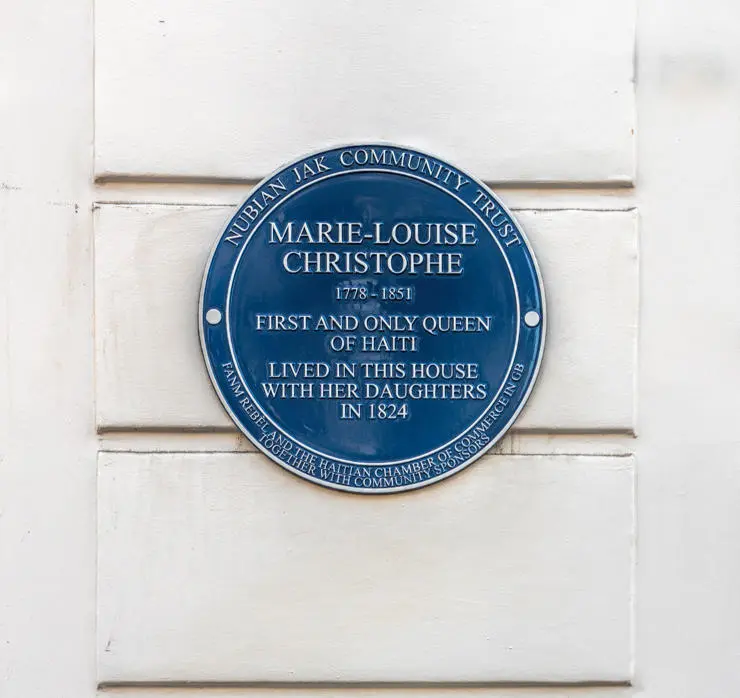 NUBIAN JAK COMMUNITY TRUST
MARIE-LOUISE
CHRISTOPHE
1778 - 1851
FIRST AND ONLY QUEEN
OF HAITI
LIVED IN THIS HOUSE
WITH HER DAUGHTERS
IN 1824
FANM REBEL AND THE HAITIAN CHAMBER OF COMMERCE IN GB
TOGETHER WITH COMMUNITY SPONSORS